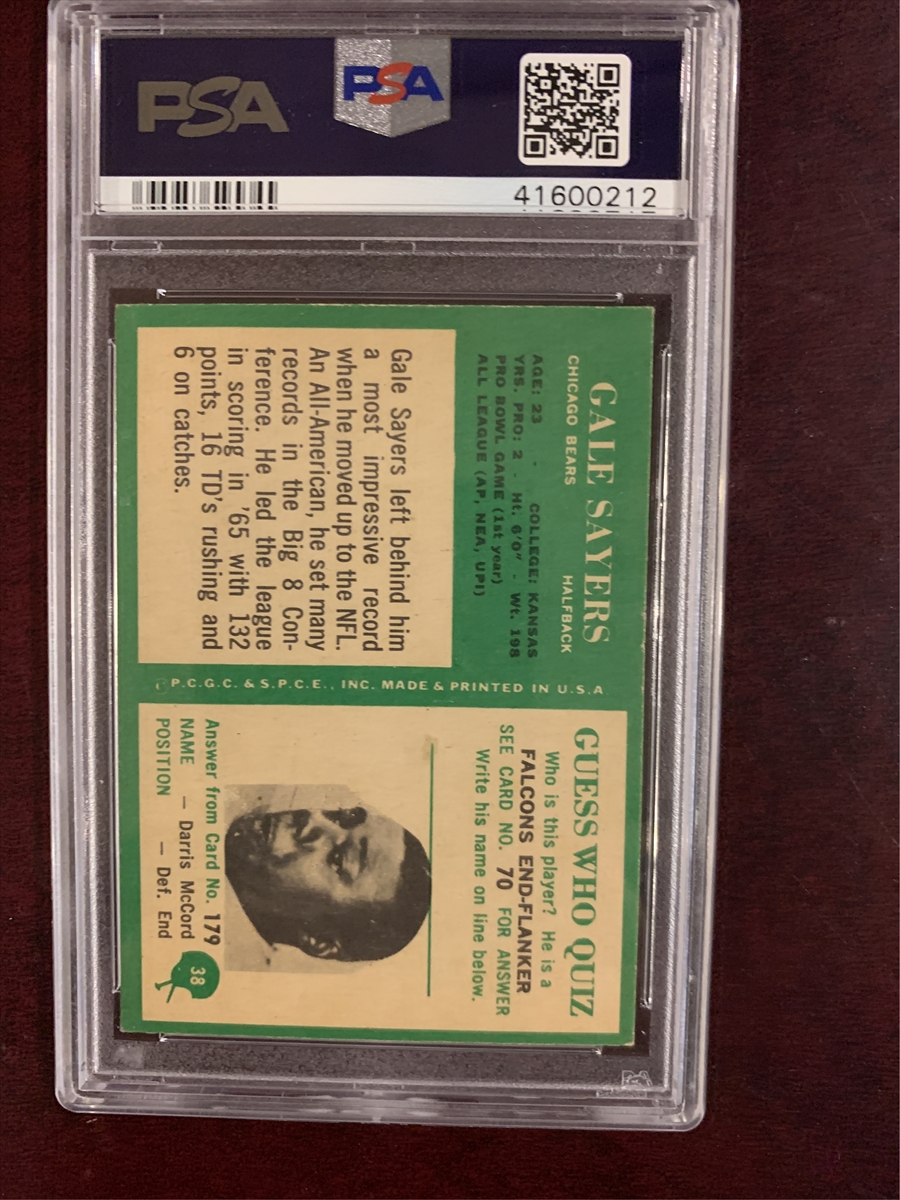 PSA
PSA
41600212
GALE SAYERS
CHICAGO BEARS HALFBACK
AGE: 23 - COLLEGE: KANSAS
YRS. PRO: 2 - Ht. 6'0" - Wt. 198
PRO BOWL GAME (1st year)
ALL LEAGUE (AP, NEA, UPI)
Gale Sayers left behind him
a most impressive record
when he moved up to the NFL.
An All-American, he set many
records in the Big 8 Con-
ference. He led the league
in scoring in '65 with 132
points, 16 TD's rushing and
6 on catches.
P.C.G.C. & S.P.C.E., INC. MADE & PRINTED IN U.S.A
GUESS WHO QUIZ
Who is this player? He is a
FALCONS END-FLANKER
SEE CARD NO. 70 FOR ANSWER
Write his name on line below.
Answer from Card No. 179
NAME — Darris McCord
POSITION — Def. End
38